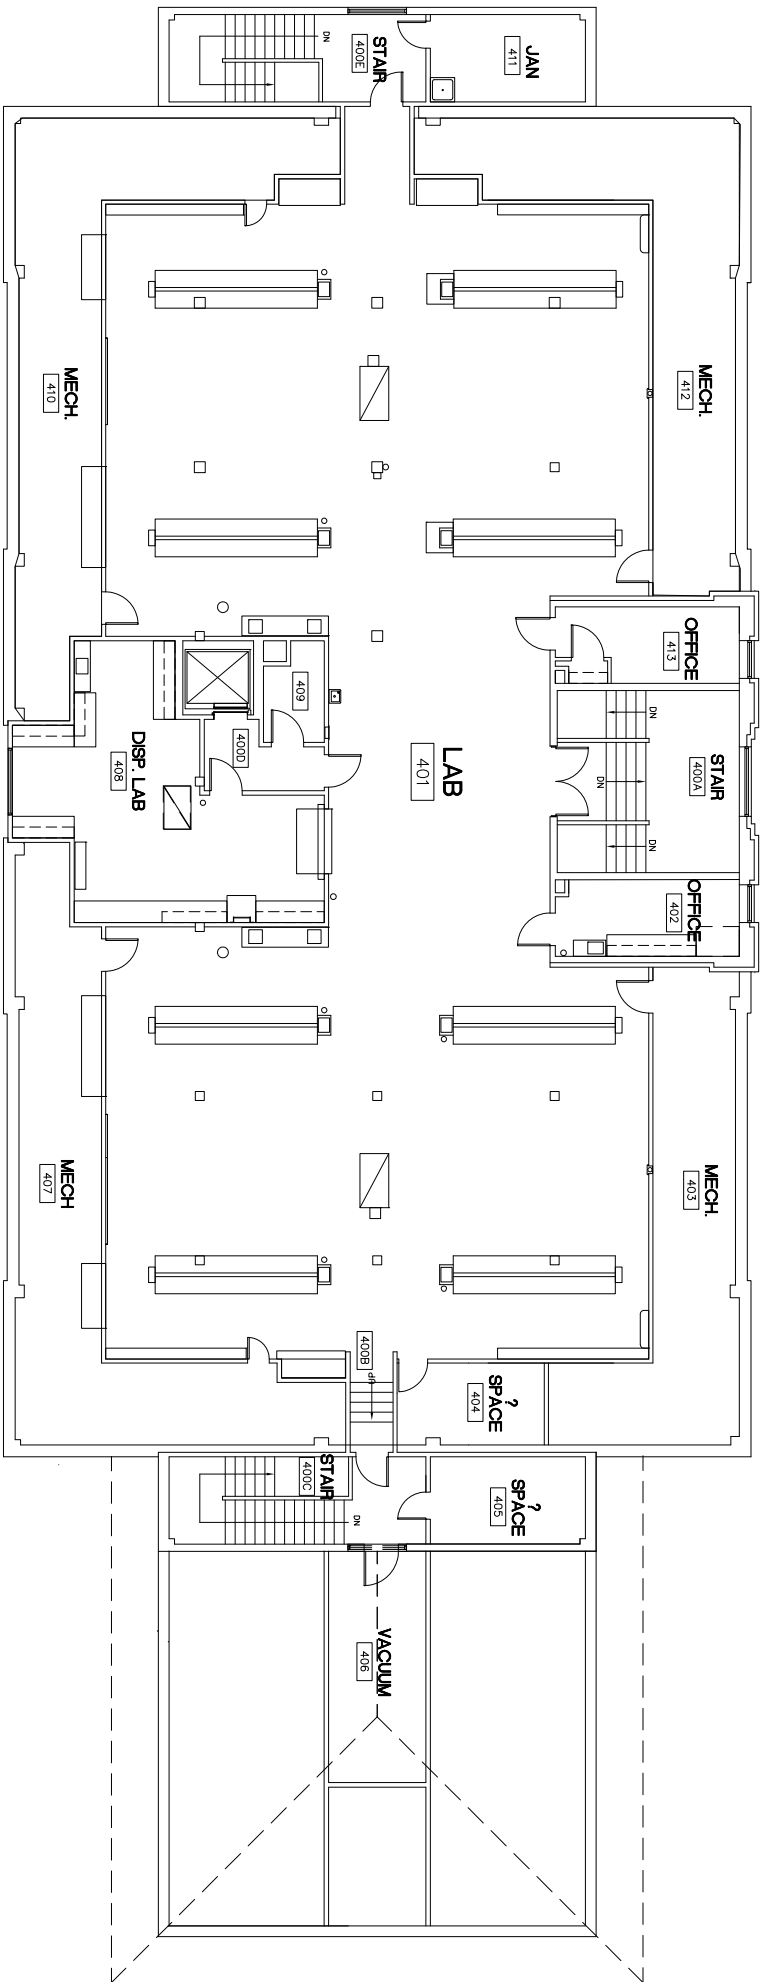 JAN
411
STAIR
400E
DN
MECH.
412
MECH.
410
OFFICE
413
DN
409
STAIR
400A
DN
400D
LAB
401
DISP. LAB
408
DN
OFFICE
402
MECH.
403
MECH
407
400B
UP
?
SPACE
404
STAIR
400C
DN
?
SPACE
405
VACUUM
406